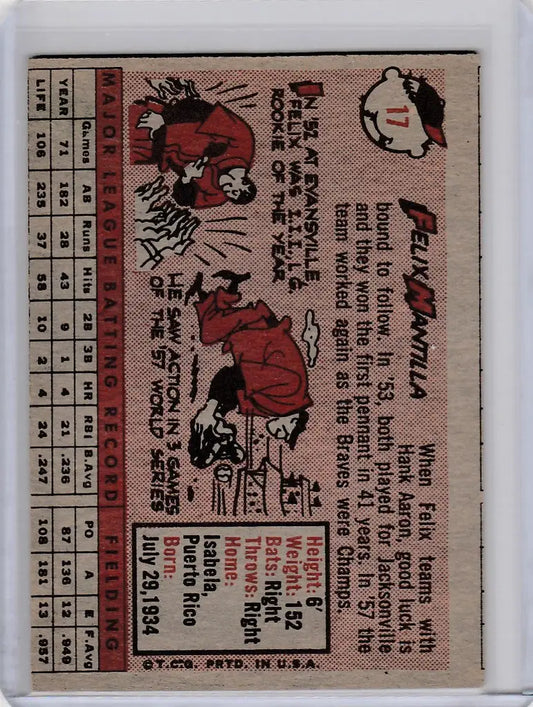 17
FELIX MANTILLA
When Felix teams with
Hank Aaron, good luck is
bound to follow. In '53, both played for Jacksonville
and they won the first pennant in 41 years. In '57 the
team worked again as the Braves were Champs.
IN '52, AT EVANSVILLE
FELIX WAS I.I.I.LG.
ROOKIE OF THE YEAR
HE SAW ACTION IN 3 GAMES
OF THE '57 WORLD SERIES
Height: 6'
Weight: 152
Bats: Right
Throws: Right
Home:
Isabela,
Puerto Rico
Born:
July 29, 1934
©T.C.G. PRTD. IN U.S.A.
MAJOR LEAGUE BATTING RECORD FIELDING
Games AB Runs Hits 2B 3B HR RBI B.Avg PO A E F.Avg
YEAR 71 182 28 43 9 1 4 21 .236 87 136 12 .949
LIFE 106 235 37 58 10 2 4 24 .247 108 181 13 .957